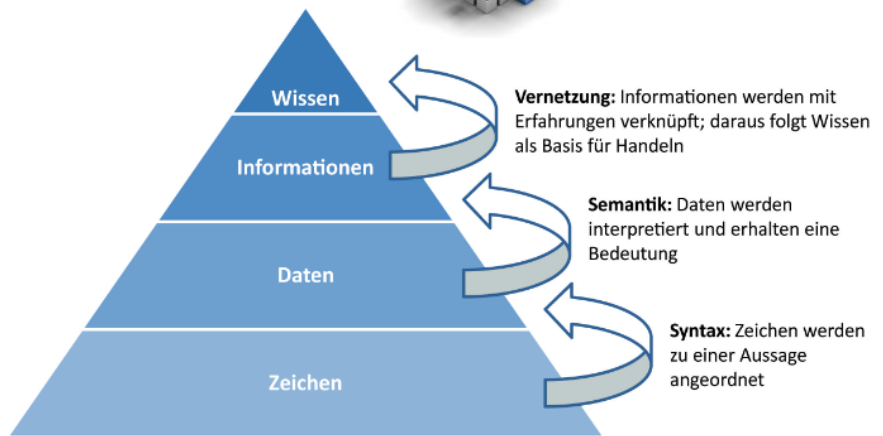 Wissen
Vernetzung: Informationen werden mit
Erfahrungen verknüpft; daraus folgt Wissen
als Basis für Handeln
Informationen
Semantik: Daten werden
interpretiert und erhalten eine
Bedeutung
Daten
Syntax: Zeichen werden
zu einer Aussage
angeordnet
Zeichen